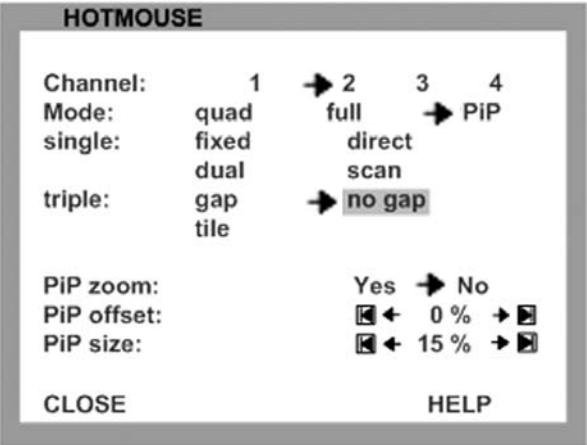 HOTMOUSE
Channel: 1 2 3 4
Mode: quad full PiP
single: fixed direct
dual scan
triple: gap no gap
tile
PiP zoom: Yes No
PiP offset: 0 %
PiP size: 15 %
CLOSE HELP